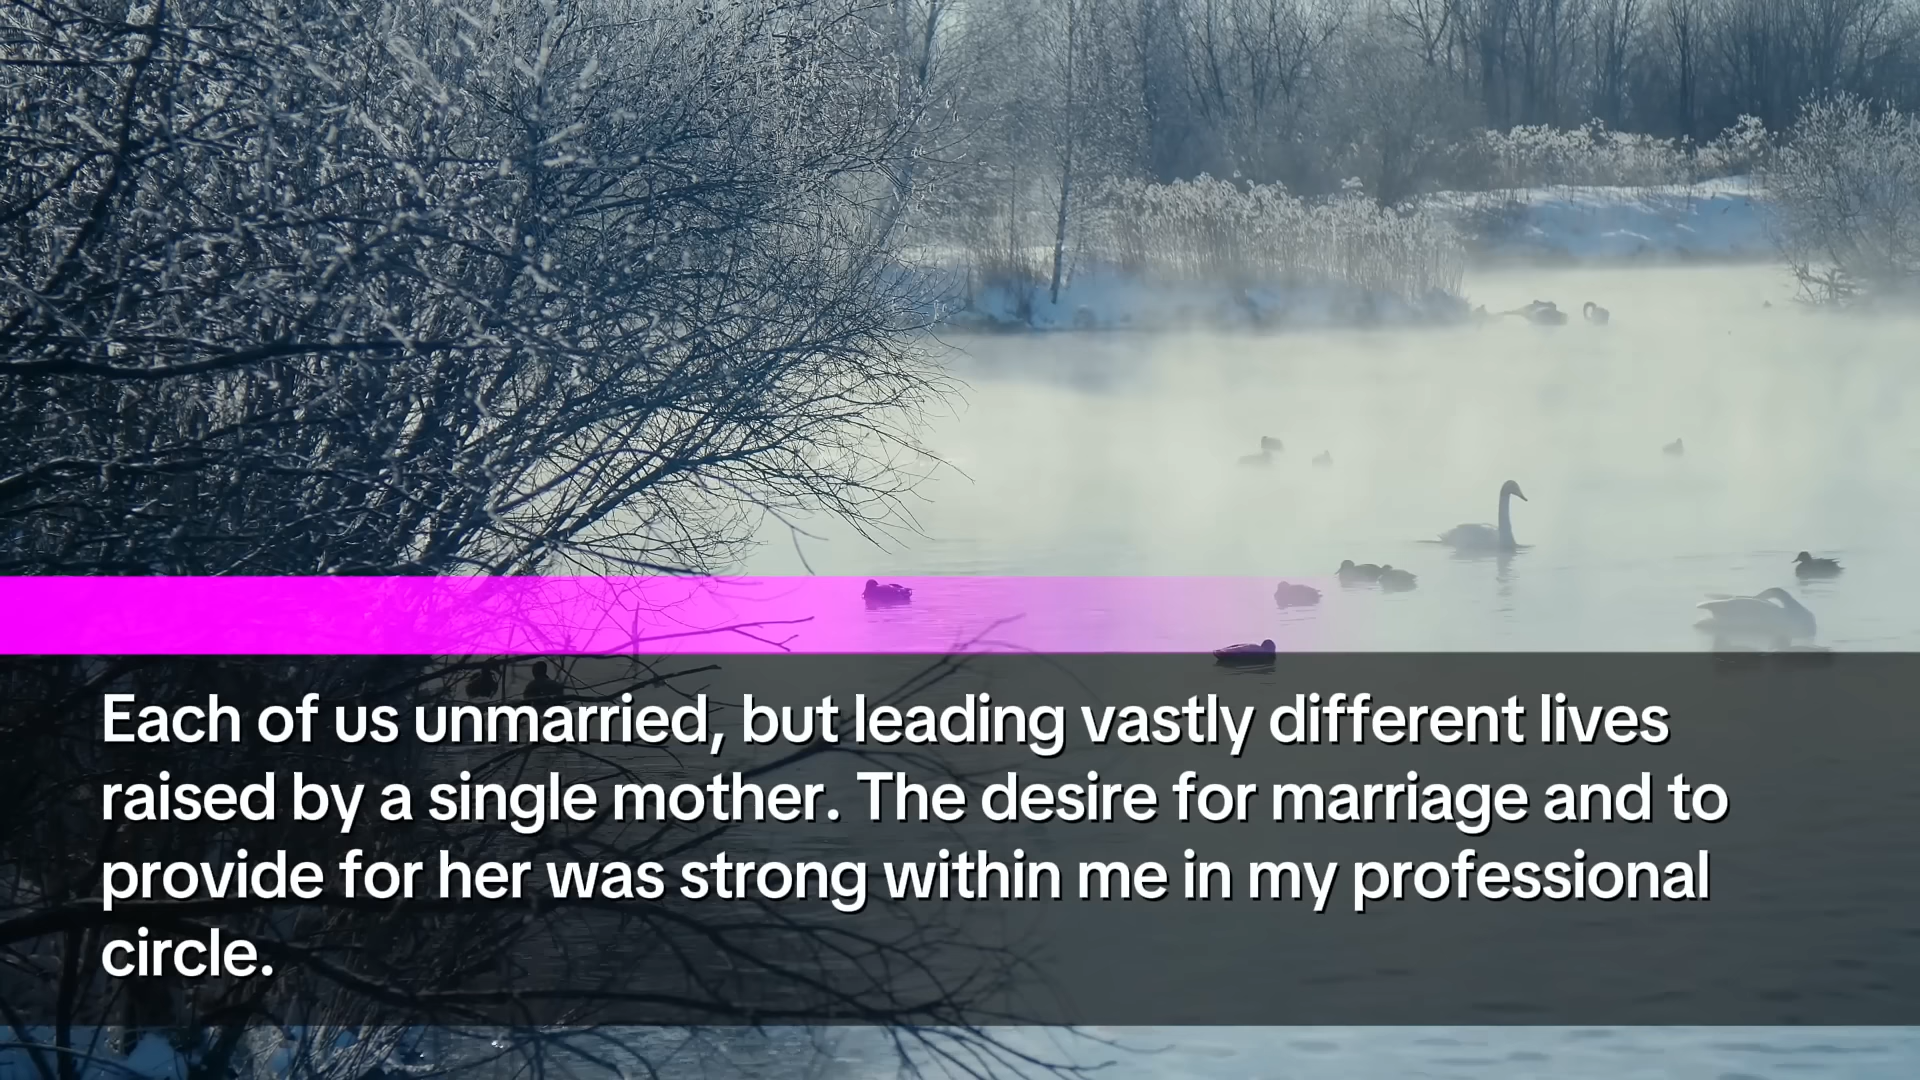 Each of us unmarried, but leading vastly different lives
raised by a single mother. The desire for marriage and to
provide for her was strong within me in my professional
circle.